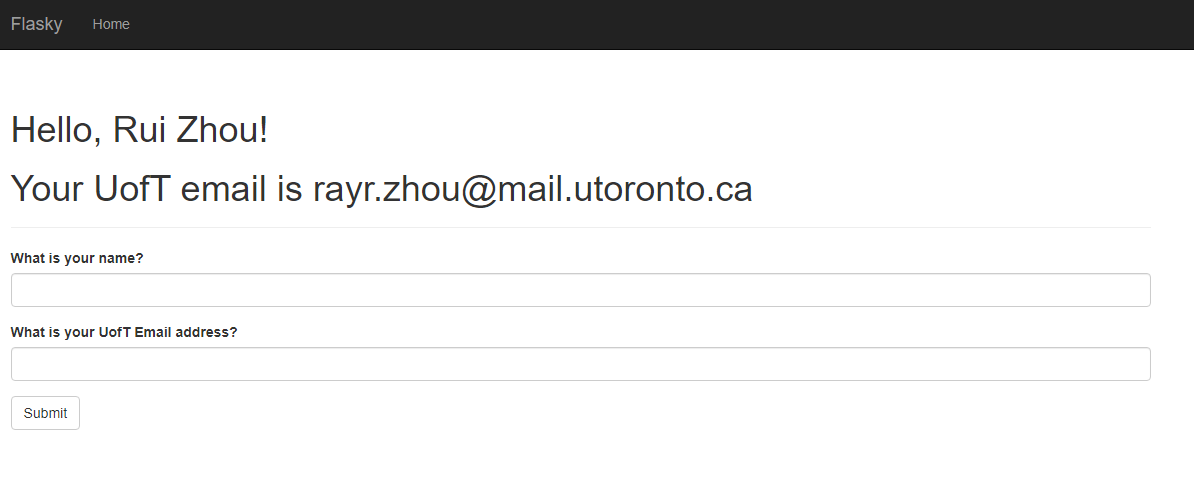 Flasky Home
Hello, Rui Zhou!
Your UofT email is rayr.zhou@mail.utoronto.ca
What is your name?
What is your UofT Email address?
Submit